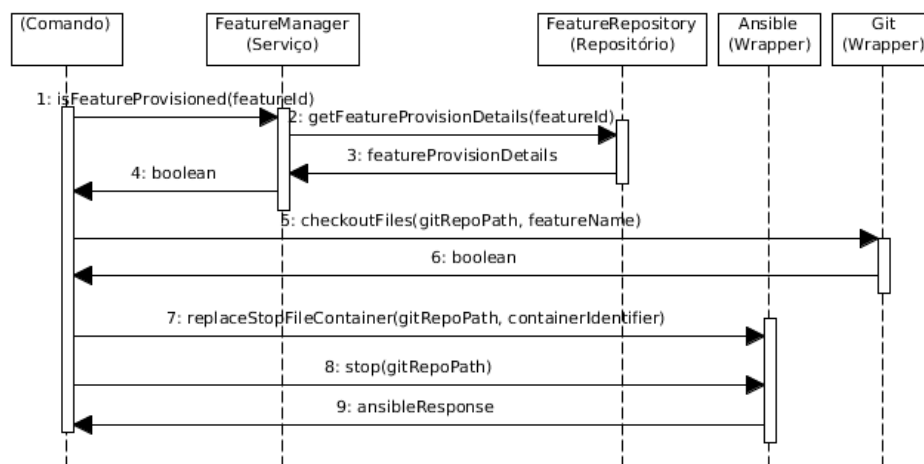 (Comando)
FeatureManager
(Serviço)
FeatureRepository
(Repositório)
Ansible
(Wrapper)
Git
(Wrapper)
1: isFeatureProvisioned(featureId)
2: getFeatureProvisionDetails(featureId)
3: featureProvisionDetails
4: boolean
5: checkoutFiles(gitRepoPath, featureName)
6: boolean
7: replaceStopFileContainer(gitRepoPath, containerIdentifier)
8: stop(gitRepoPath)
9: ansibleResponse